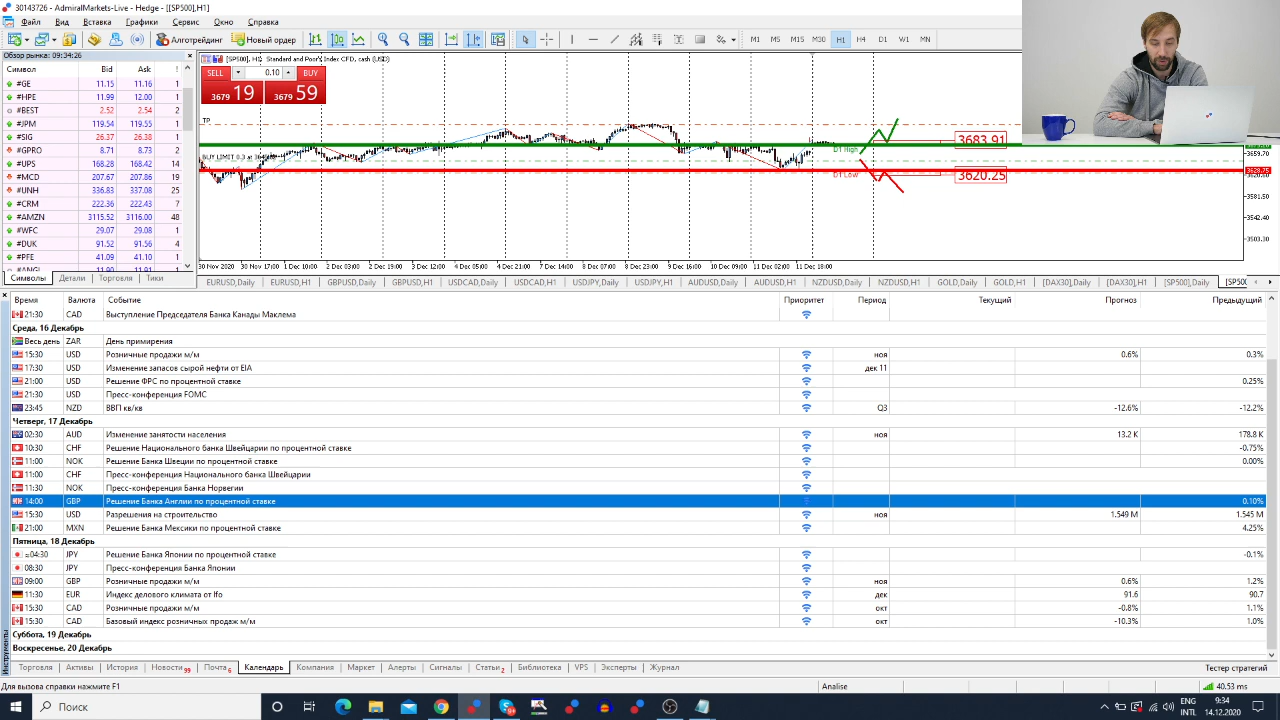 30143726 - AdmiralMarkets-Live - Hedge - [[SP500],H1]
Файл Вид Вставка Графики Сервис Окно Справка
Алготрейдинг Новый ордер M1 M5 M15 M30 H1 H4 D1 W1 MN
Обзор рынка: 09:34:26
Символ Bid Ask !
#GE 11.15 11.16 1
#HPE 11.99 12.00 1
#BEST 2.52 2.54 2
#JPM 119.54 119.55 1
#SIG 26.37 26.38 1
#GPRO 8.71 8.73 2
#UPS 168.28 168.42 14
#MCD 207.67 207.86 19
#UNH 336.83 337.08 25
#CRM 222.36 222.43 7
#AMZN 3115.52 3116.00 48
#WFC 29.07 29.08 1
#DUK 91.52 91.56 4
#PFE 41.09 41.10 1
Символы Детали Торговля Тики
[SP500], H1: Standard and Poor's Index CFD, cash (USD)
SELL 0.10 BUY
3679 19 3679 59
TP
D1 High 3683.91
D1 Low 3620.25
3659.70
3628.75
3581.50
3542.40
3503.30
30 Nov 2020 30 Nov 17:00 1 Dec 10:00 2 Dec 03:00 2 Dec 19:00 3 Dec 12:00 4 Dec 05:00 4 Dec 21:00 7 Dec 14:00 8 Dec 07:00 8 Dec 23:00 9 Dec 16:00 10 Dec 09:00 11 Dec 02:00 11 Dec 18:00
EURUSD,Daily EURUSD,H1 GBPUSD,Daily GBPUSD,H1 USDCAD,Daily USDCAD,H1 USDJPY,Daily USDJPY,H1 AUDUSD,Daily AUDUSD,H1 NZDUSD,Daily NZDUSD,H1 GOLD,Daily GOLD,H1 [DAX30],Daily [DAX30],H1 [SP500],Daily [SP500
Время Валюта Событие Приоритет Период Текущий Прогноз Предыдущий
21:30 CAD Выступление Председателя Банка Канады Маклема
Среда, 16 Декабрь
Весь день ZAR День примирения
15:30 USD Розничные продажи м/м ноя 0.6% 0.3%
17:30 USD Изменение запасов сырой нефти от EIA дек 11
21:00 USD Решение ФРС по процентной ставке 0.25%
21:30 USD Пресс-конференция FOMC
23:45 NZD ВВП кв/кв Q3 -12.6% -12.2%
Четверг, 17 Декабрь
02:30 AUD Изменение занятости населения ноя 13.2 K 178.8 K
10:30 CHF Решение Национального банка Швейцарии по процентной ставке -0.75%
11:00 NOK Решение Банка Швеции по процентной ставке 0.00%
11:00 CHF Пресс-конференция Национального банка Швейцарии
11:30 NOK Пресс-конференция Банка Норвегии
14:00 GBP Решение Банка Англии по процентной ставке 0.10%
15:30 USD Разрешения на строительство ноя 1.549 M 1.545 M
21:00 MXN Решение Банка Мексики по процентной ставке 4.25%
Пятница, 18 Декабрь
≈04:30 JPY Решение Банка Японии по процентной ставке -0.1%
08:30 JPY Пресс-конференция Банка Японии
09:00 GBP Розничные продажи м/м ноя 0.6% 1.2%
11:30 EUR Индекс делового климата от Ifo дек 91.6 90.7
15:30 CAD Розничные продажи м/м окт -0.8% 1.1%
15:30 CAD Базовый индекс розничных продаж м/м окт -10.3% 1.0%
Суббота, 19 Декабрь
Воскресенье, 20 Декабрь
Инструменты
Торговля Активы История Новости 99 Почта 6 Календарь Компания Маркет Алерты Сигналы Статьи 2 Библиотека VPS Эксперты Журнал Тестер стратегий
Для вызова справки нажмите F1 Analise 40.53 ms
Поиск ENG INTL 9:34 14.12.2020